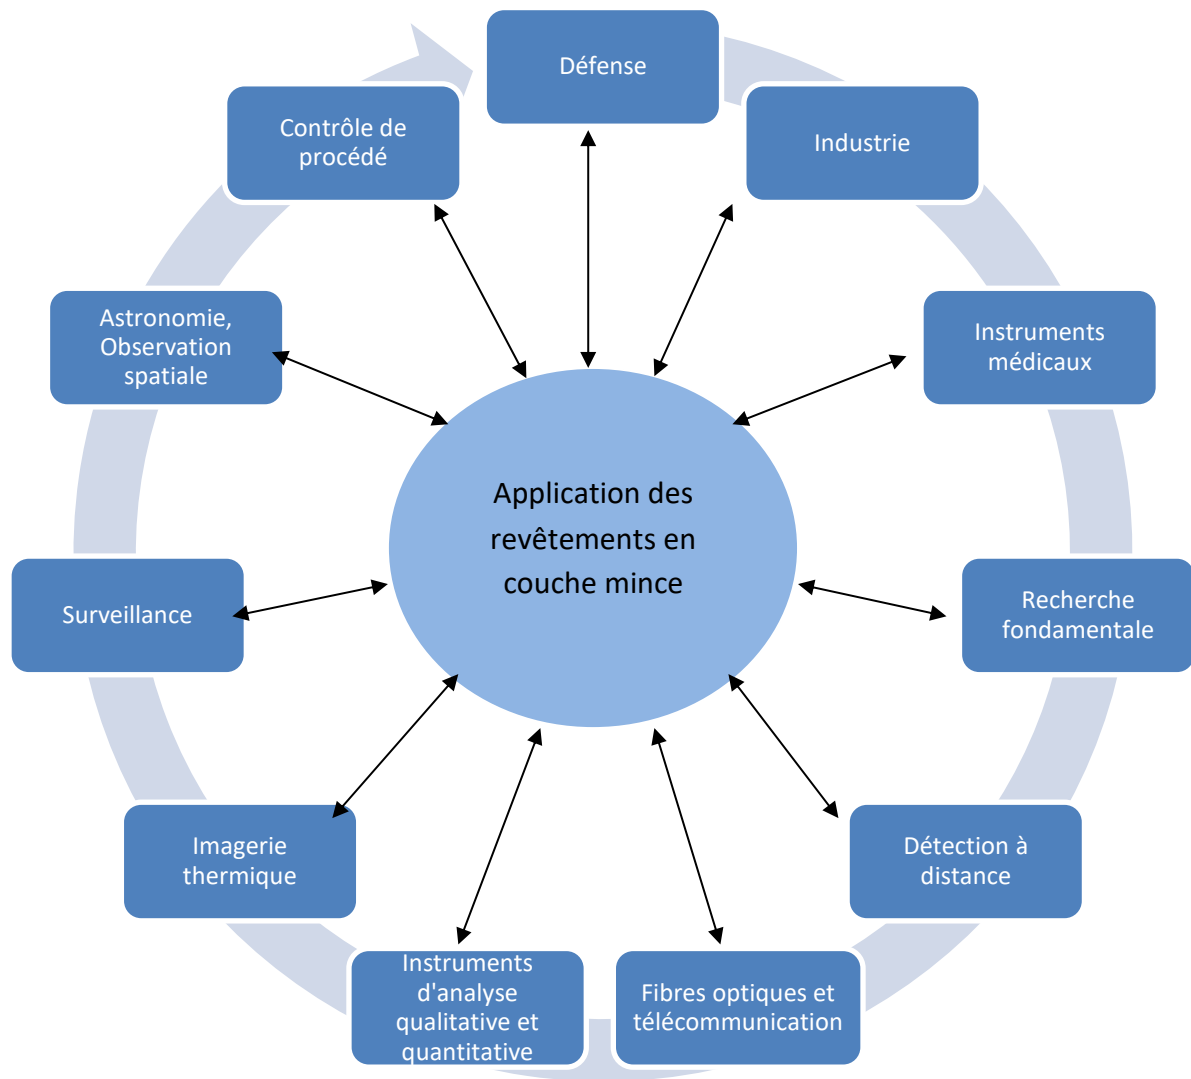 Défense
Industrie
Contrôle de
procédé
Instruments
médicaux
Astronomie,
Observation
spatiale
Application des
revêtements en
couche mince
Recherche
fondamentale
Surveillance
Détection à
distance
Imagerie
thermique
Fibres optiques et
télécommunication
Instruments
d'analyse
qualitative et
quantitative